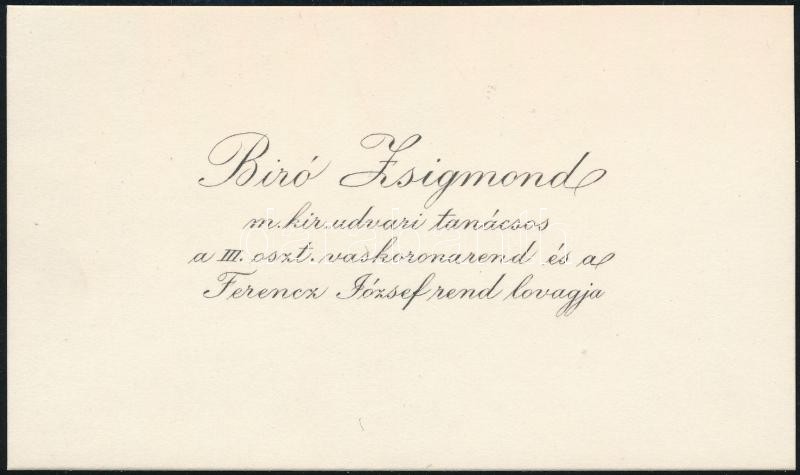 Biró Zsigmond
m. kir. udvari tanácsos
a III. oszt. vaskoronarend és a
Ferencz József rend lovagja